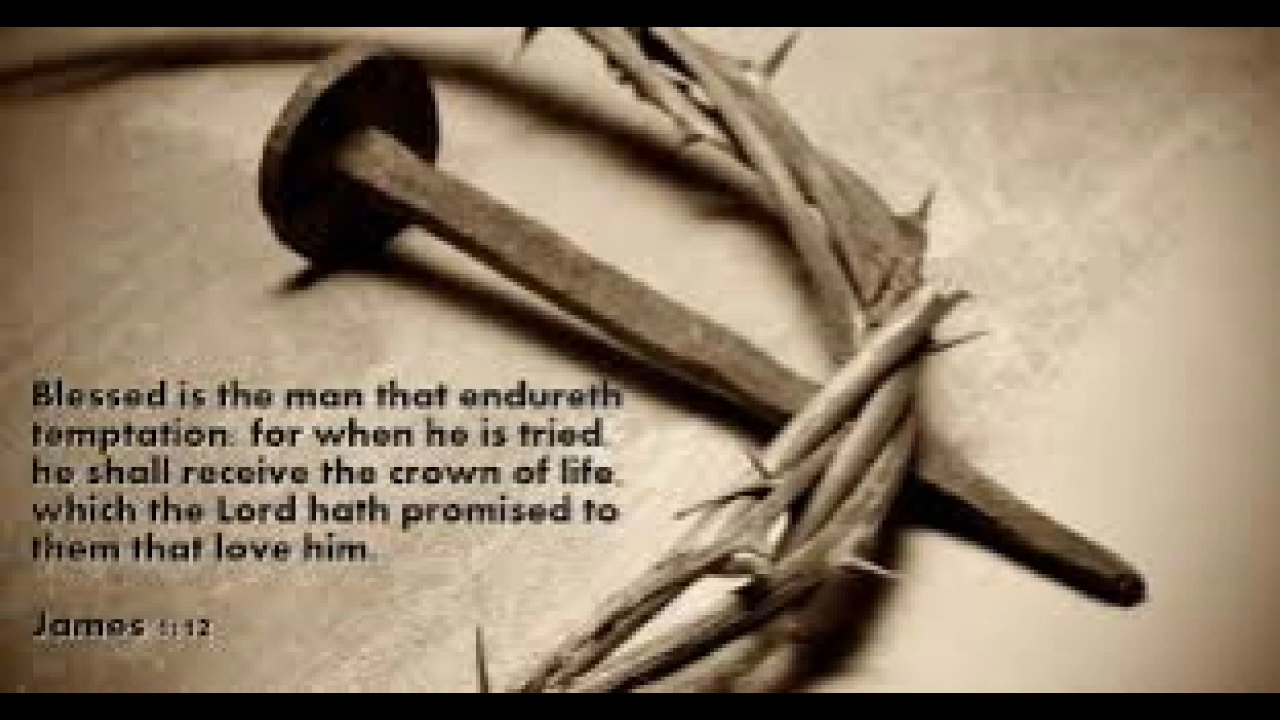 Blessed is the man that endureth
temptation: for when he is tried,
he shall receive the crown of life,
which the Lord hath promised to
them that love him.
James 1:12